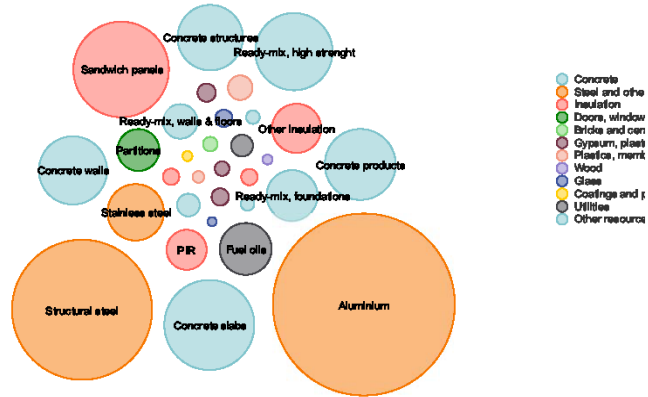 Concrete structures
Ready-mix, high strenght
Sandwich panels
Ready-mix, walls & floors
Other insulation
Partitions
Concrete walls
Concrete products
Ready-mix, foundations
Stainless steel
PIR
Fuel oils
Structural steel
Aluminium
Concrete slabs
Concrete
Steel and othe
Insulation
Doors, window
Bricks and cera
Gypsum, plast
Plastics, memb
Wood
Glass
Coatings and p
Utilities
Other resource